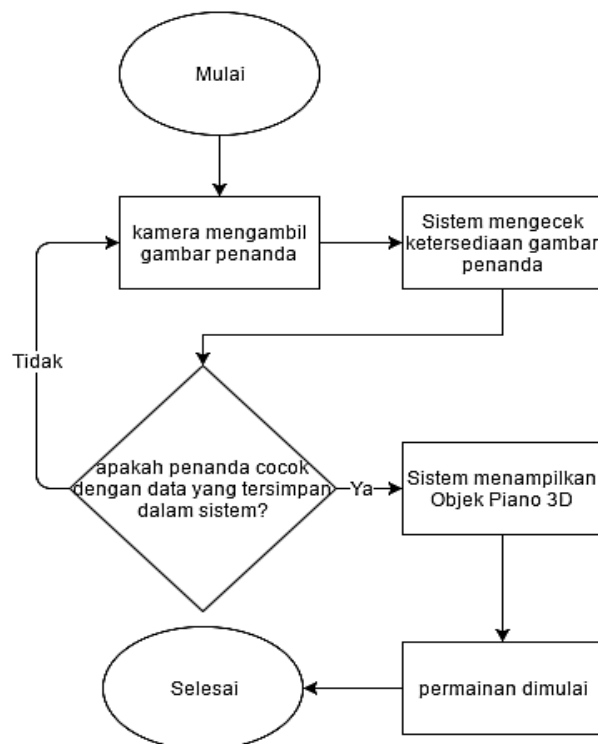 Mulai
kamera mengambil
gambar penanda
Sistem mengecek
ketersediaan gambar
penanda
Tidak
apakah penanda cocok
dengan data yang tersimpan
dalam sistem?
Ya
Sistem menampilkan
Objek Piano 3D
permainan dimulai
Selesai